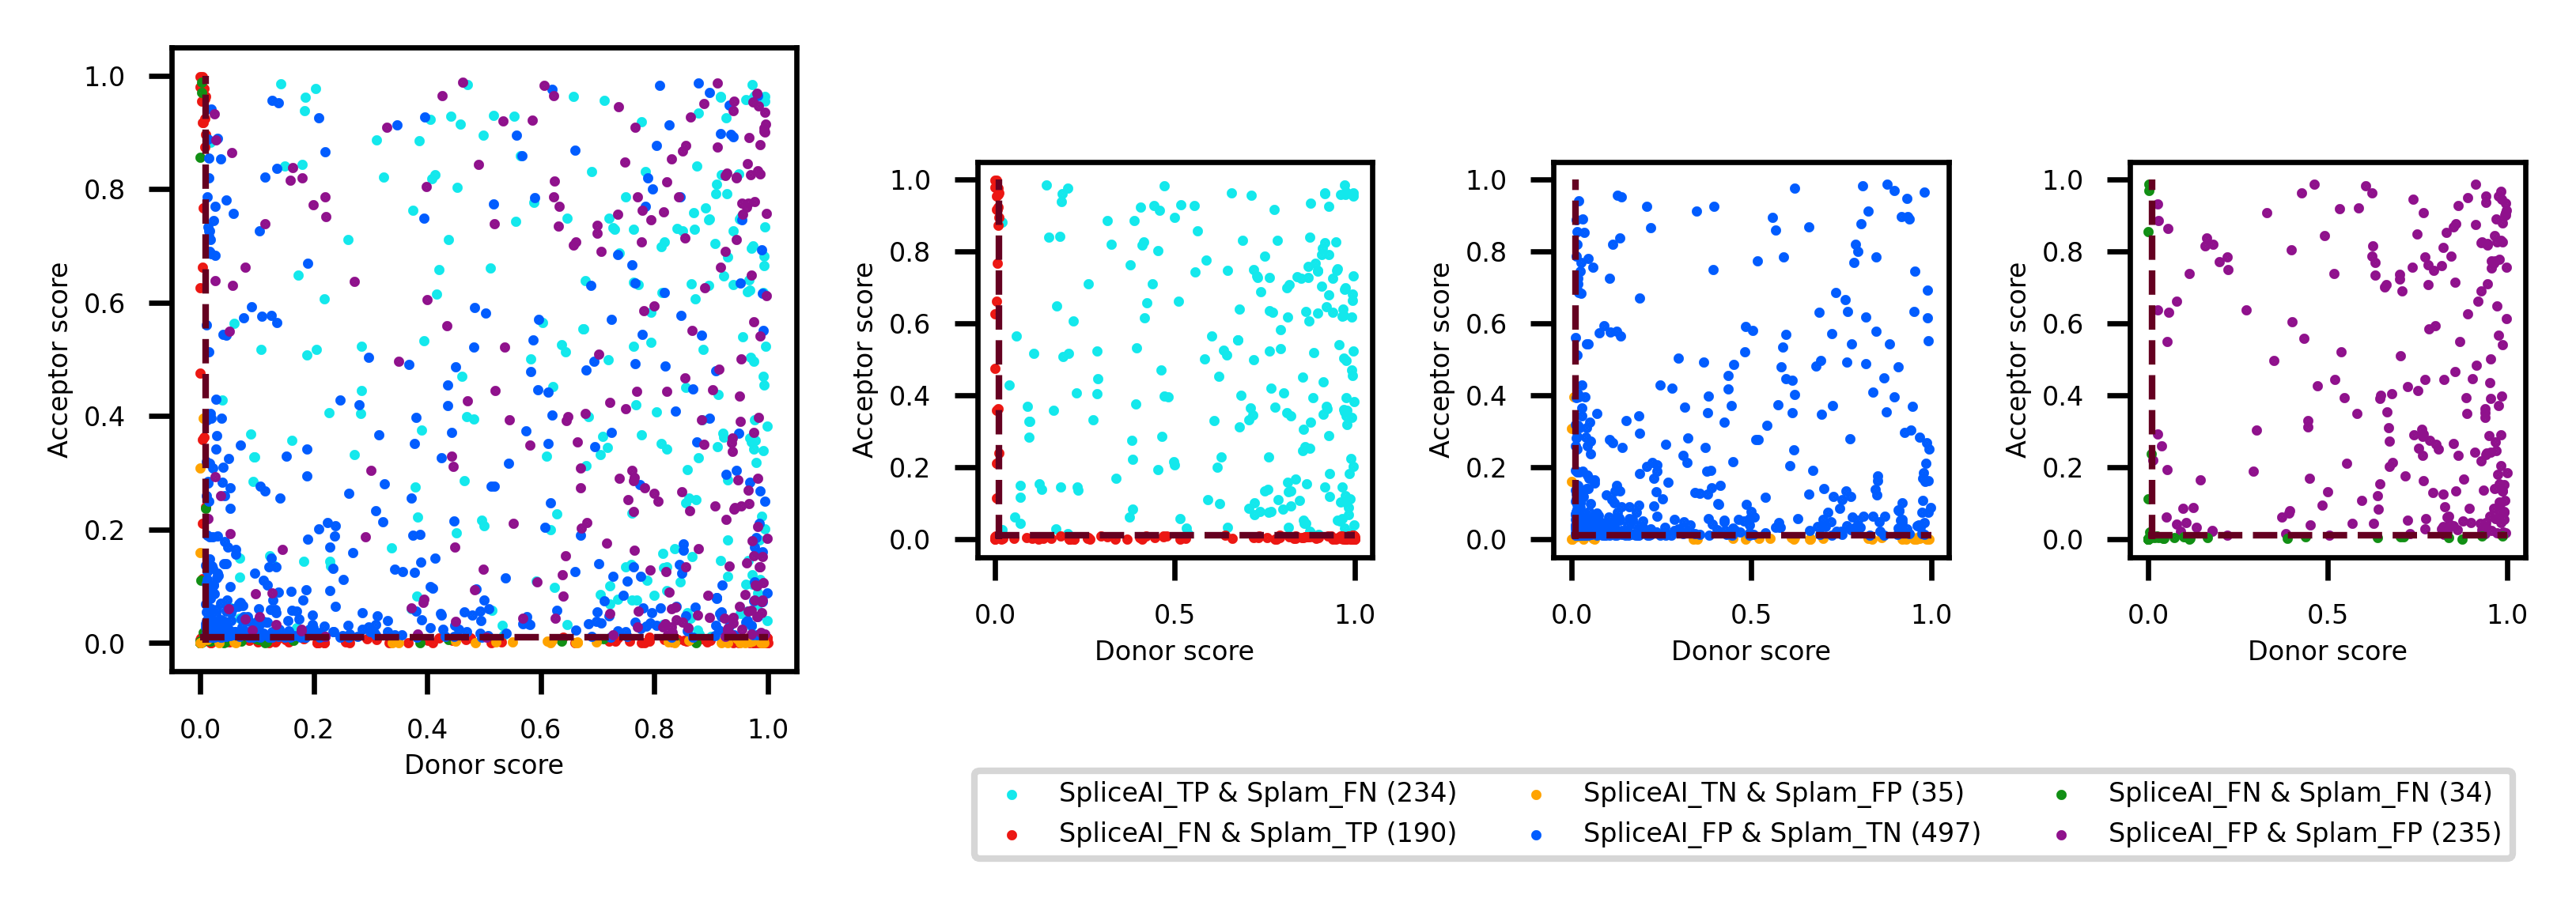 1.0
0.8
0.6
0.4
0.2
0.0
Acceptor score
0.0 0.2 0.4 0.6 0.8 1.0
Donor score
1.0
0.8
0.6
0.4
0.2
0.0
Acceptor score
0.0 0.5 1.0
Donor score
1.0
0.8
0.6
0.4
0.2
0.0
Acceptor score
0.0 0.5 1.0
Donor score
1.0
0.8
0.6
0.4
0.2
0.0
Acceptor score
0.0 0.5 1.0
Donor score
SpliceAI_TP & Splam_FN (234)
SpliceAI_FN & Splam_TP (190)
SpliceAI_TN & Splam_FP (35)
SpliceAI_FP & Splam_TN (497)
SpliceAI_FN & Splam_FN (34)
SpliceAI_FP & Splam_FP (235)